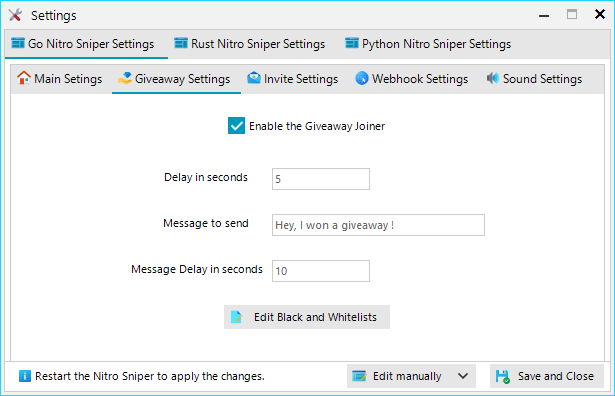 Settings
Go Nitro Sniper Settings Rust Nitro Sniper Settings Python Nitro Sniper Settings
Main Setings Giveaway Settings Invite Settings Webhook Settings Sound Settings
Enable the Giveaway Joiner
Delay in seconds 5
Message to send Hey, I won a giveaway !
Message Delay in seconds 10
Edit Black and Whitelists
Restart the Nitro Sniper to apply the changes. Edit manually Save and Close